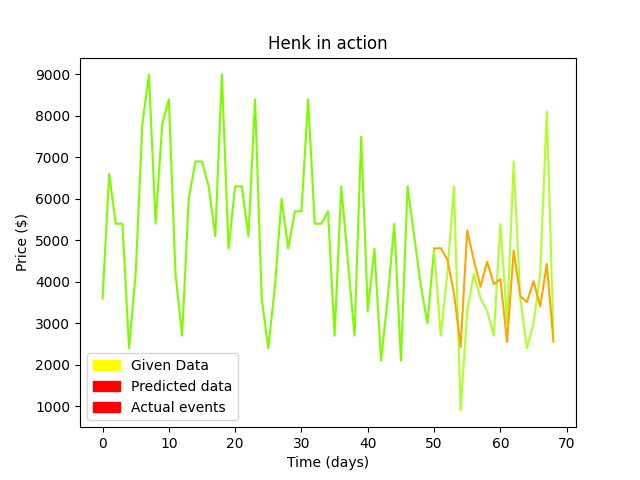 Henk in action
Price ($)
9000
8000
7000
6000
5000
4000
3000
2000
1000
Given Data
Predicted data
Actual events
0 10 20 30 40 50 60 70
Time (days)